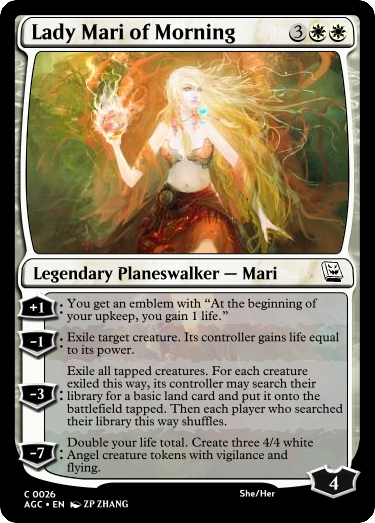 Lady Mari of Morning 3
Legendary Planeswalker — Mari
+1: You get an emblem with “At the beginning of
your upkeep, you gain 1 life.”
-1: Exile target creature. Its controller gains life equal
to its power.
Exile all tapped creatures. For each creature
exiled this way, its controller may search their
-3: library for a basic land card and put it onto the
battlefield tapped. Then each player who searched
their library this way shuffles.
Double your life total. Create three 4/4 white
-7: Angel creature tokens with vigilance and
flying.
4
C 0026 She/Her
AGC • EN ZP ZHANG